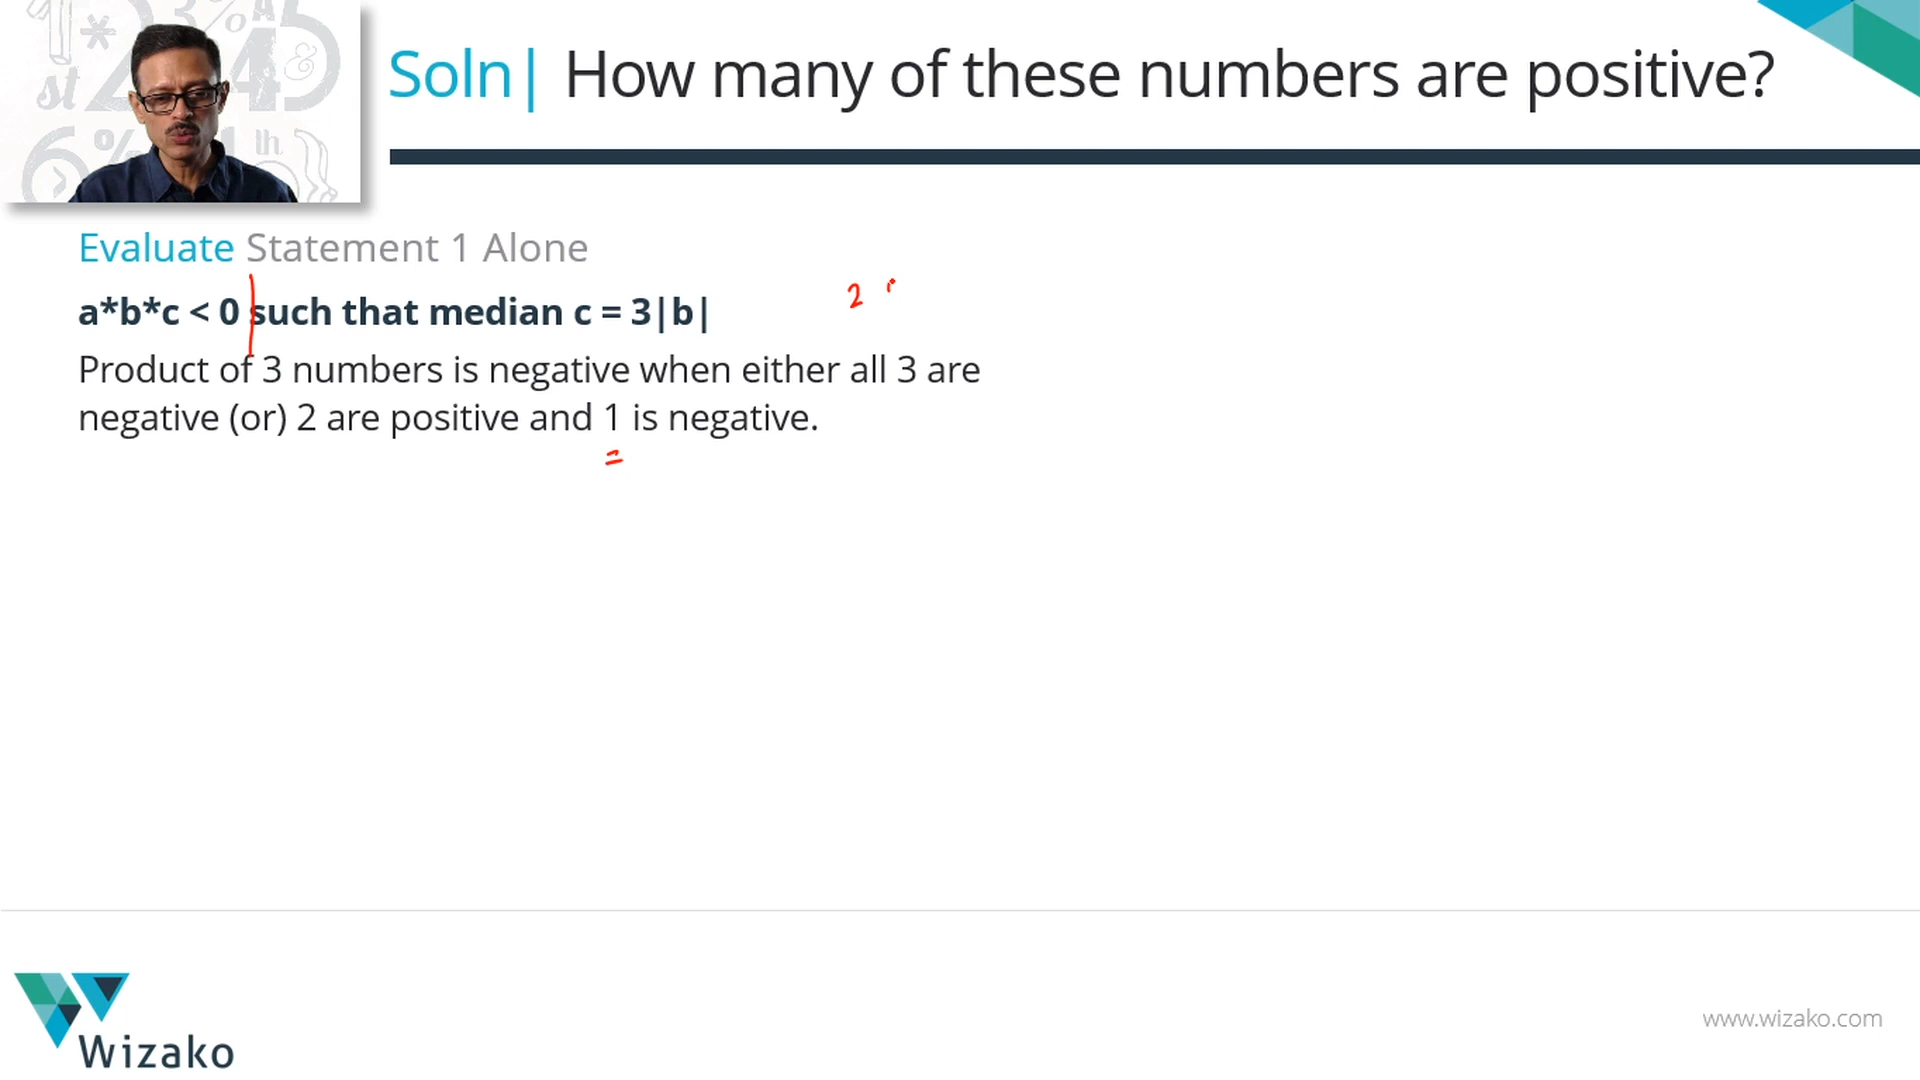 Soln| How many of these numbers are positive?
Evaluate Statement 1 Alone
a*b*c < 0 such that median c = 3|b|
2
Product of 3 numbers is negative when either all 3 are
negative (or) 2 are positive and 1 is negative.
Wizako
www.wizako.com